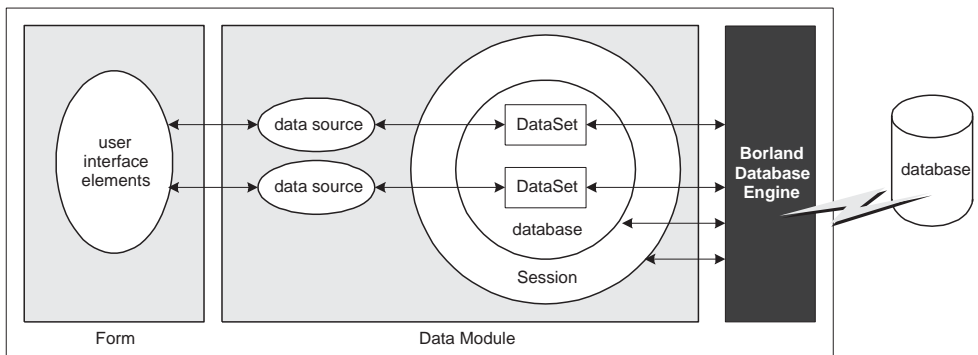 user
interface
elements
data source
data source
DataSet
DataSet
database
Session
Borland
Database
Engine
database
Form
Data Module